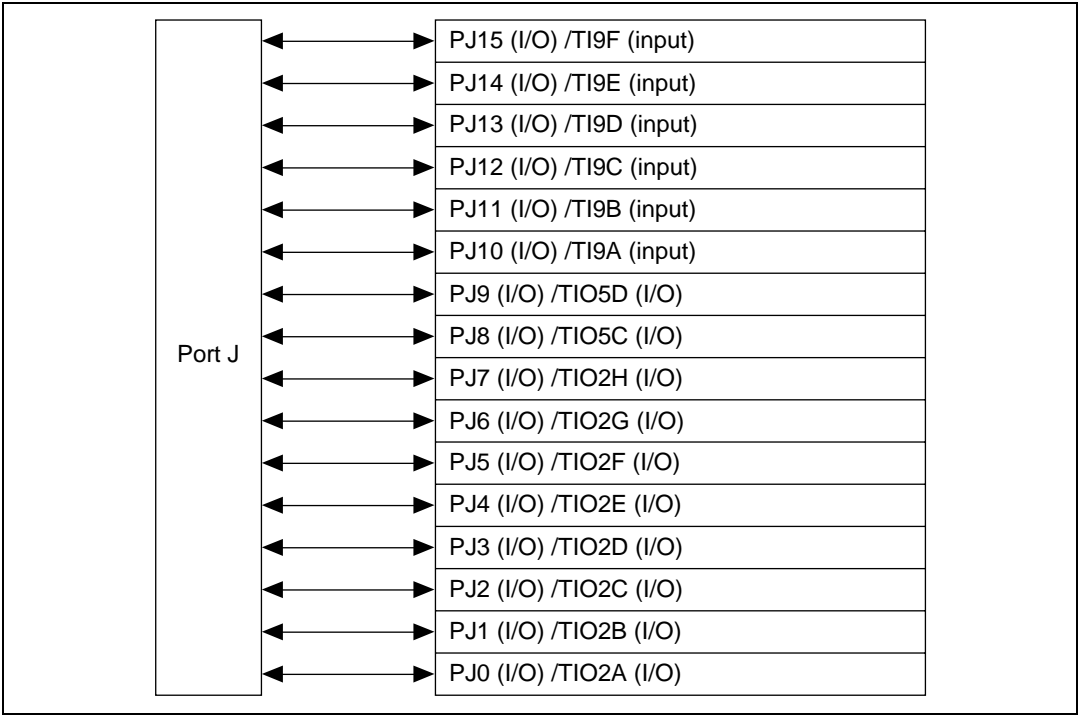 PJ15 (I/O) /TI9F (input)
PJ14 (I/O) /TI9E (input)
PJ13 (I/O) /TI9D (input)
PJ12 (I/O) /TI9C (input)
PJ11 (I/O) /TI9B (input)
PJ10 (I/O) /TI9A (input)
PJ9 (I/O) /TIO5D (I/O)
PJ8 (I/O) /TIO5C (I/O)
Port J
PJ7 (I/O) /TIO2H (I/O)
PJ6 (I/O) /TIO2G (I/O)
PJ5 (I/O) /TIO2F (I/O)
PJ4 (I/O) /TIO2E (I/O)
PJ3 (I/O) /TIO2D (I/O)
PJ2 (I/O) /TIO2C (I/O)
PJ1 (I/O) /TIO2B (I/O)
PJ0 (I/O) /TIO2A (I/O)